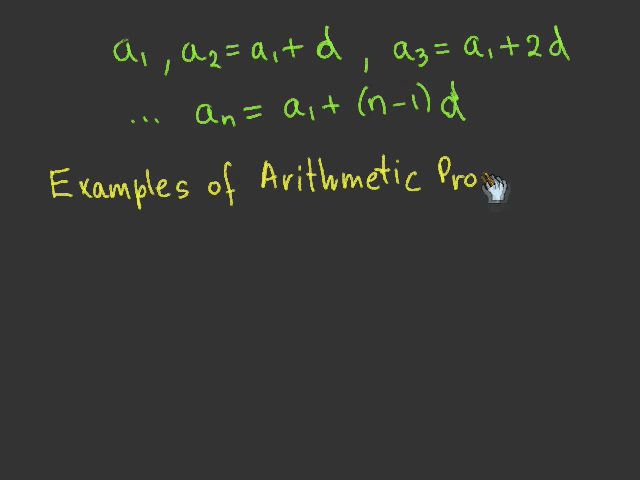 a₁ , a₂ = a₁ + d , a₃ = a₁ + 2d
... aₙ = a₁ + (n-1) d
Examples of Arithmetic Pro